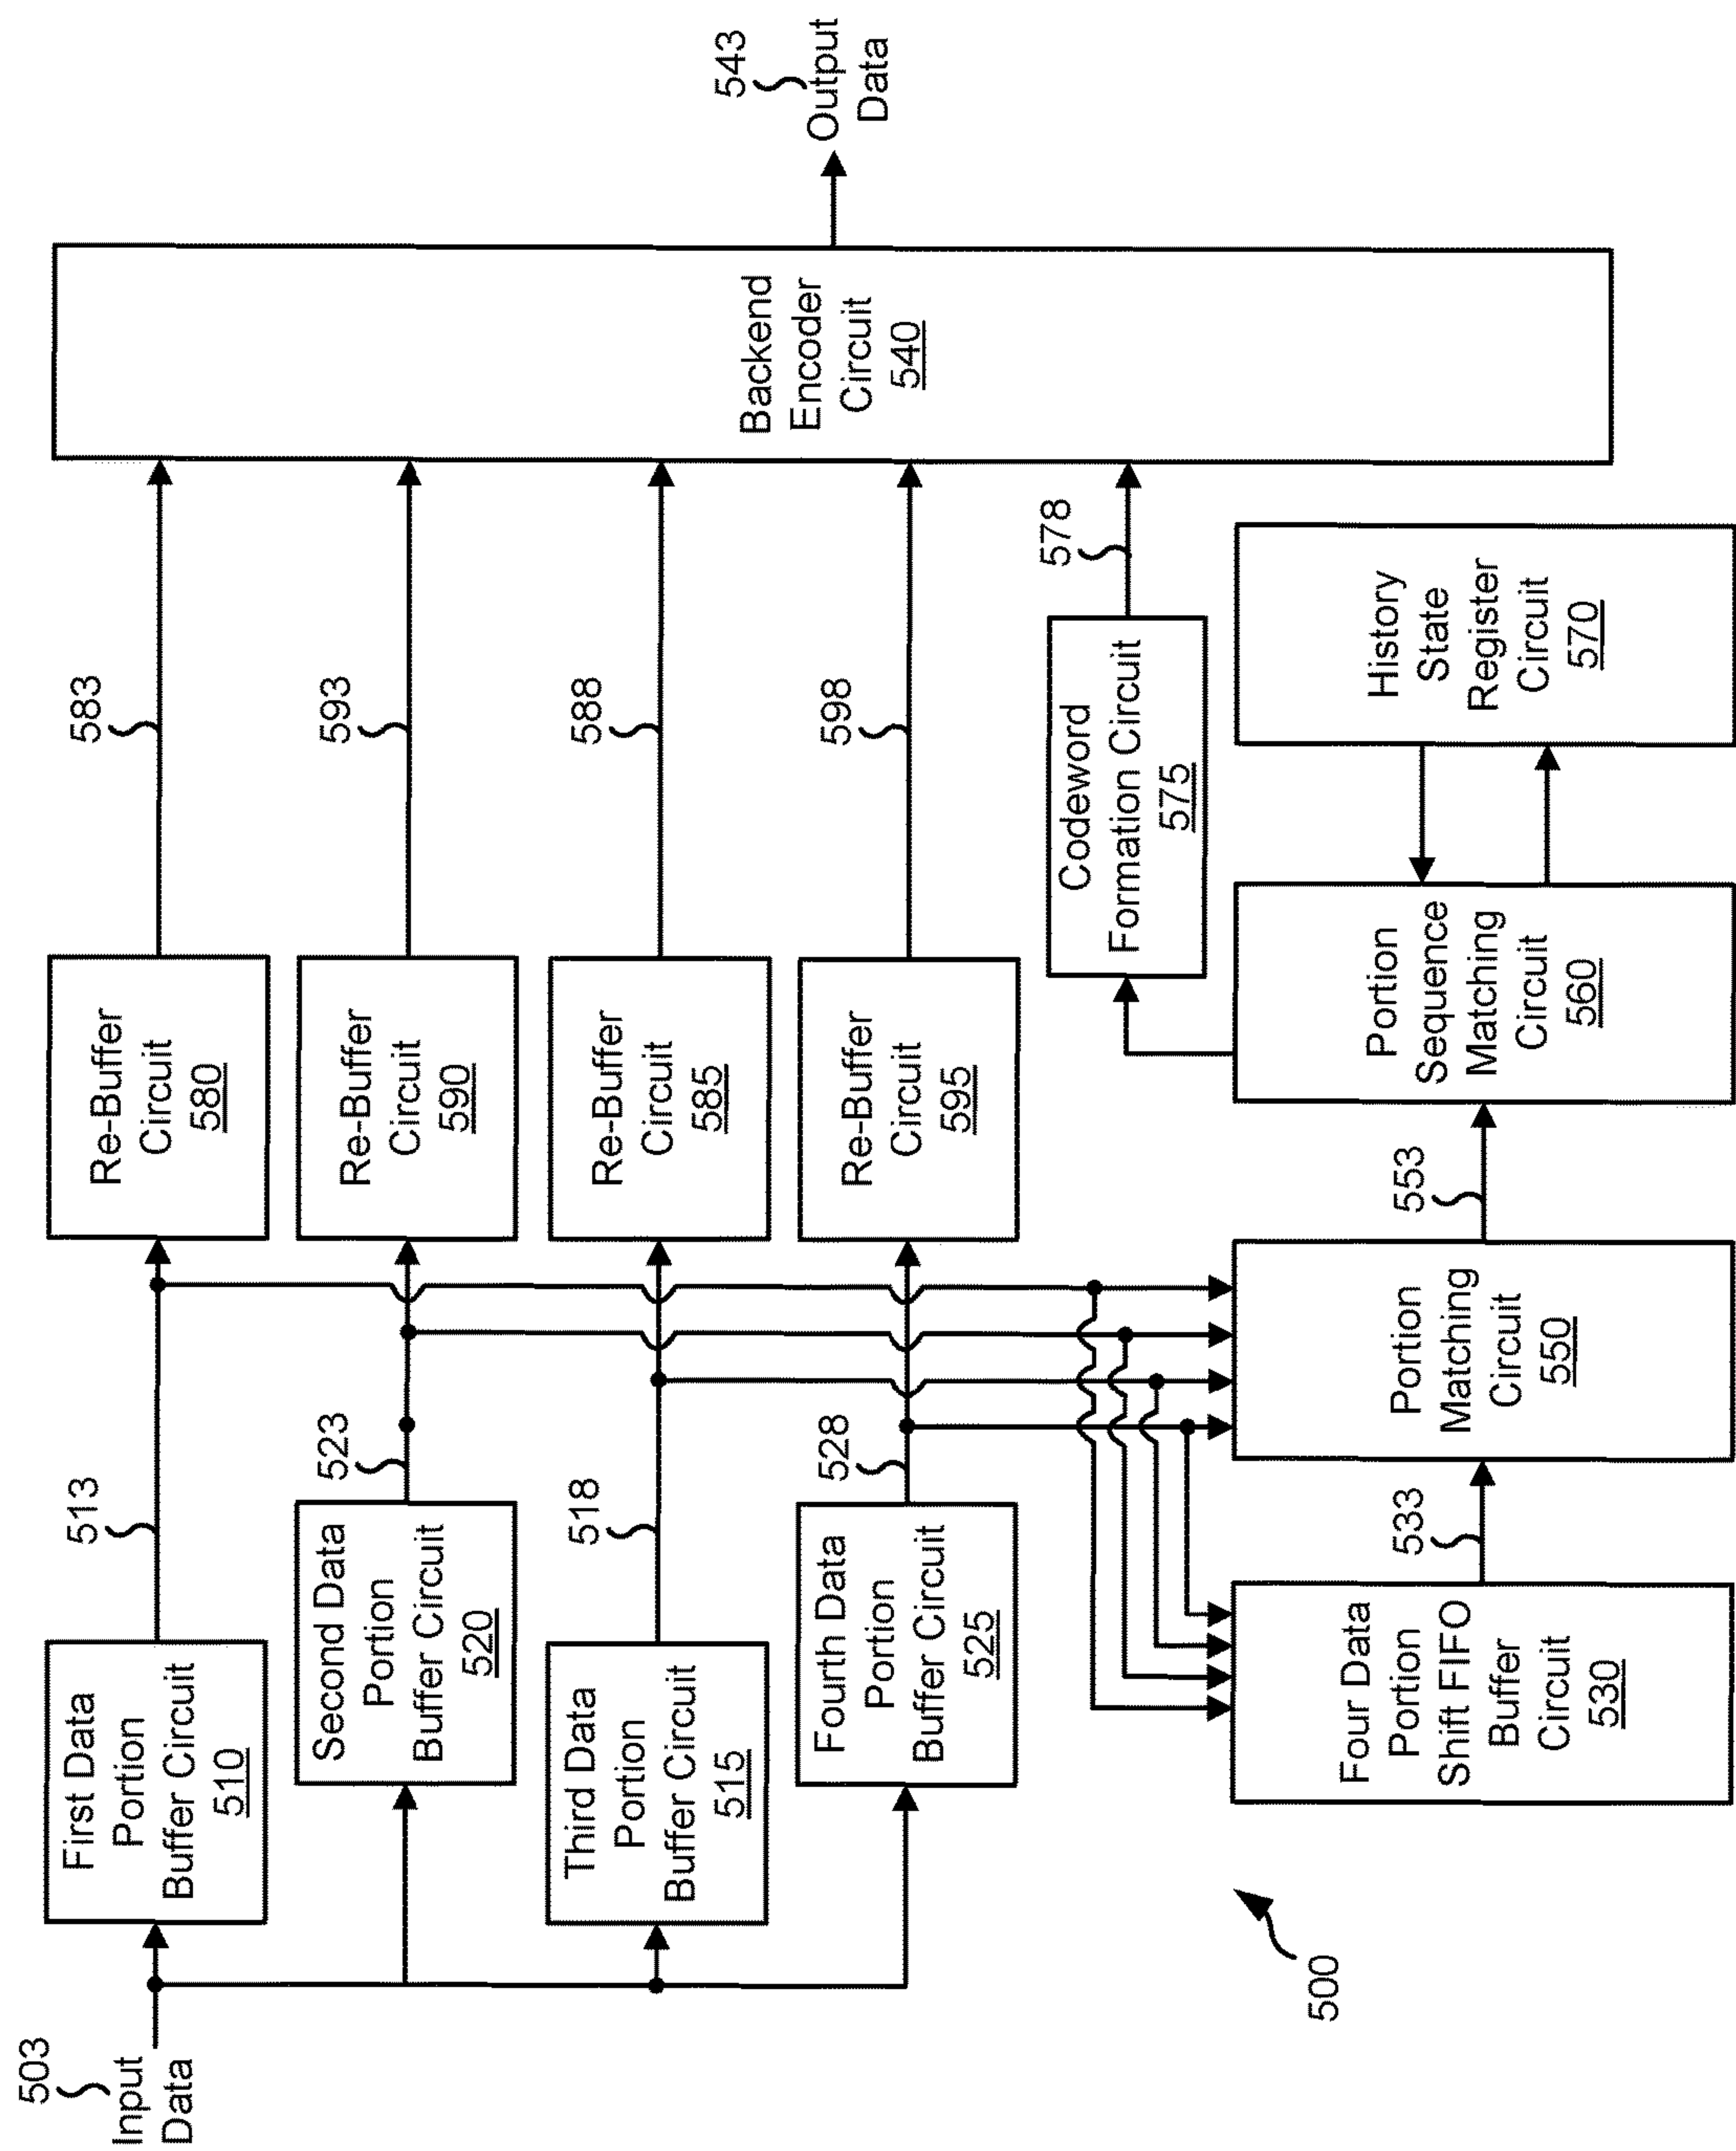 503
Input
Data
First Data
Portion
Buffer Circuit
510
513
Re-Buffer
Circuit
580
583
Second Data
Portion
Buffer Circuit
520
523
Re-Buffer
Circuit
590
593
Third Data
Portion
Buffer Circuit
515
518
Re-Buffer
Circuit
585
588
Fourth Data
Portion
Buffer Circuit
525
528
Re-Buffer
Circuit
595
598
Backend
Encoder
Circuit
540
543
Output
Data
Codeword
Formation Circuit
575
578
Four Data
Portion
Shift FIFO
Buffer
Circuit
530
533
Portion
Matching
Circuit
550
553
Portion
Sequence
Matching
Circuit
560
History
State
Register
Circuit
570
500